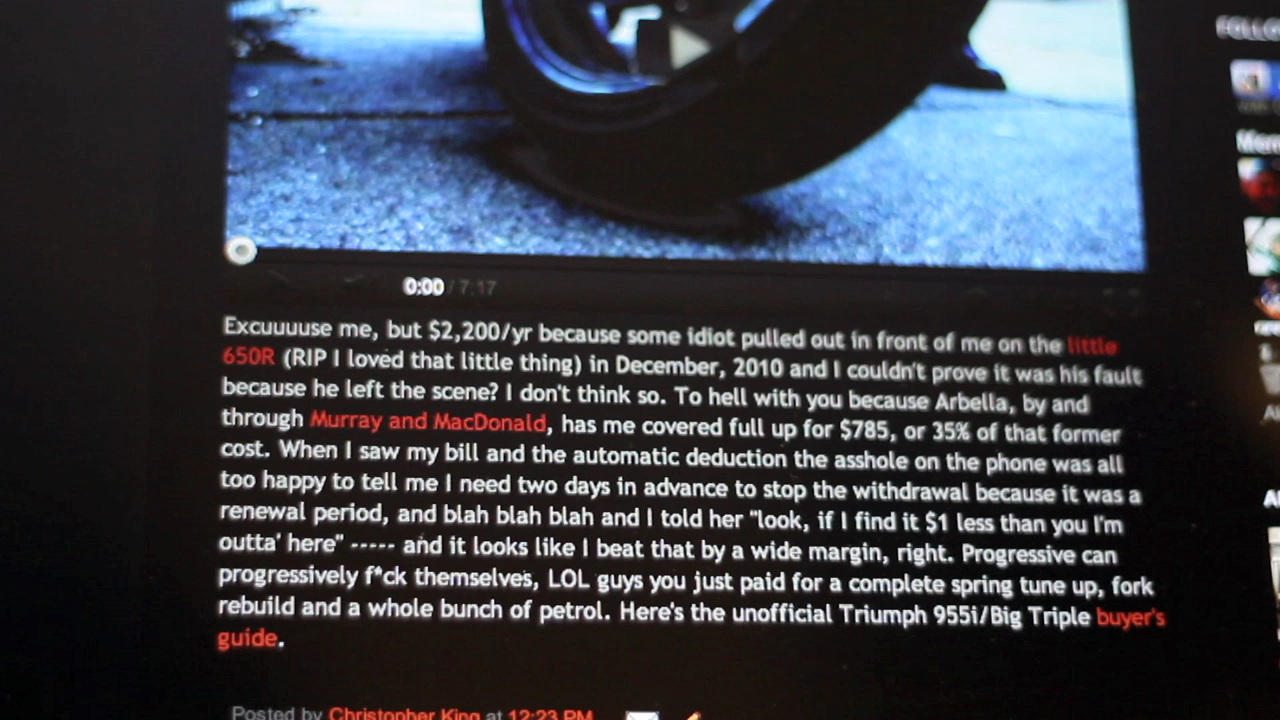 FOLLO
Mem
0:00 / 7:17
Excuuuuse me, but $2,200/yr because some idiot pulled out in front of me on the little
650R (RIP I loved that little thing) in December, 2010 and I couldn't prove it was his fault
because he left the scene? I don't think so. To hell with you because Arbella, by and
through Murray and MacDonald, has me covered full up for $785, or 35% of that former
cost. When I saw my bill and the automatic deduction the asshole on the phone was all
too happy to tell me I need two days in advance to stop the withdrawal because it was a
renewal period, and blah blah blah and I told her "look, if I find it $1 less than you I'm
outta' here" ----- and it looks like I beat that by a wide margin, right. Progressive can
progressively f*ck themselves, LOL guys you just paid for a complete spring tune up, fork
rebuild and a whole bunch of petrol. Here's the unofficial Triumph 955i/Big Triple buyer's
guide.
Posted by Christopher King at 12:23 PM